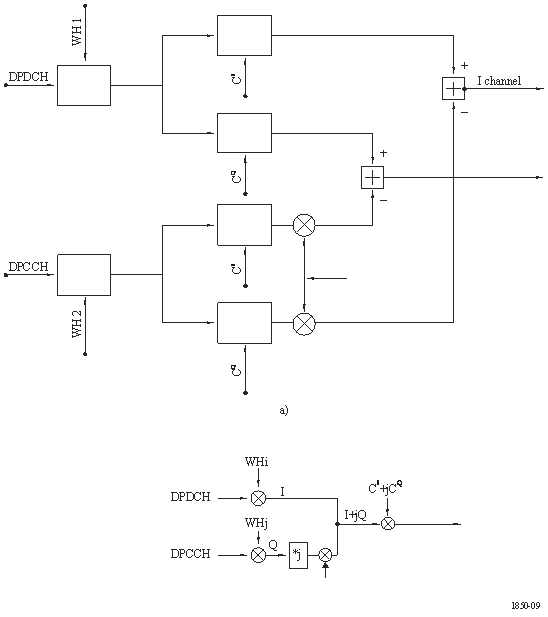 WH 1
DPDCH
C^I
+
I channel
−
C^q
+
−
DPCCH
C^I
WH 2
C^q
a)
WHi
DPDCH
I
C^I+jC^Q
WHj
I+jQ
DPCCH
Q
*j
1850-09